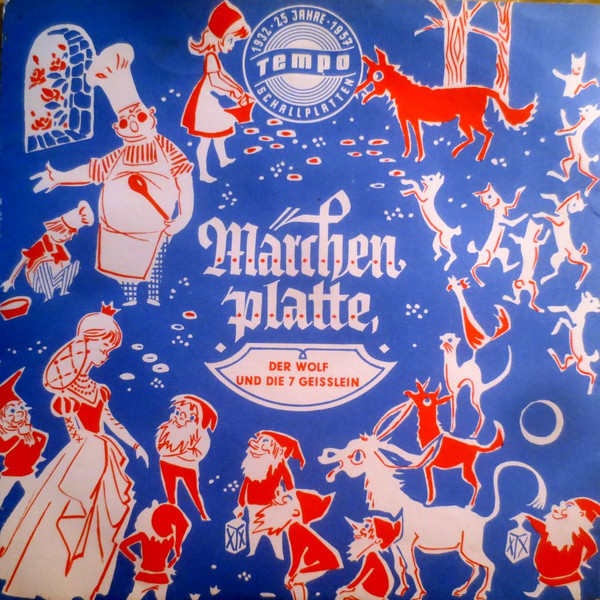 1932 · 25 JAHRE · 1957
Tempo
SCHALLPLATTEN
Märchen
platte,
DER WOLF
UND DIE 7 GEISSLEIN